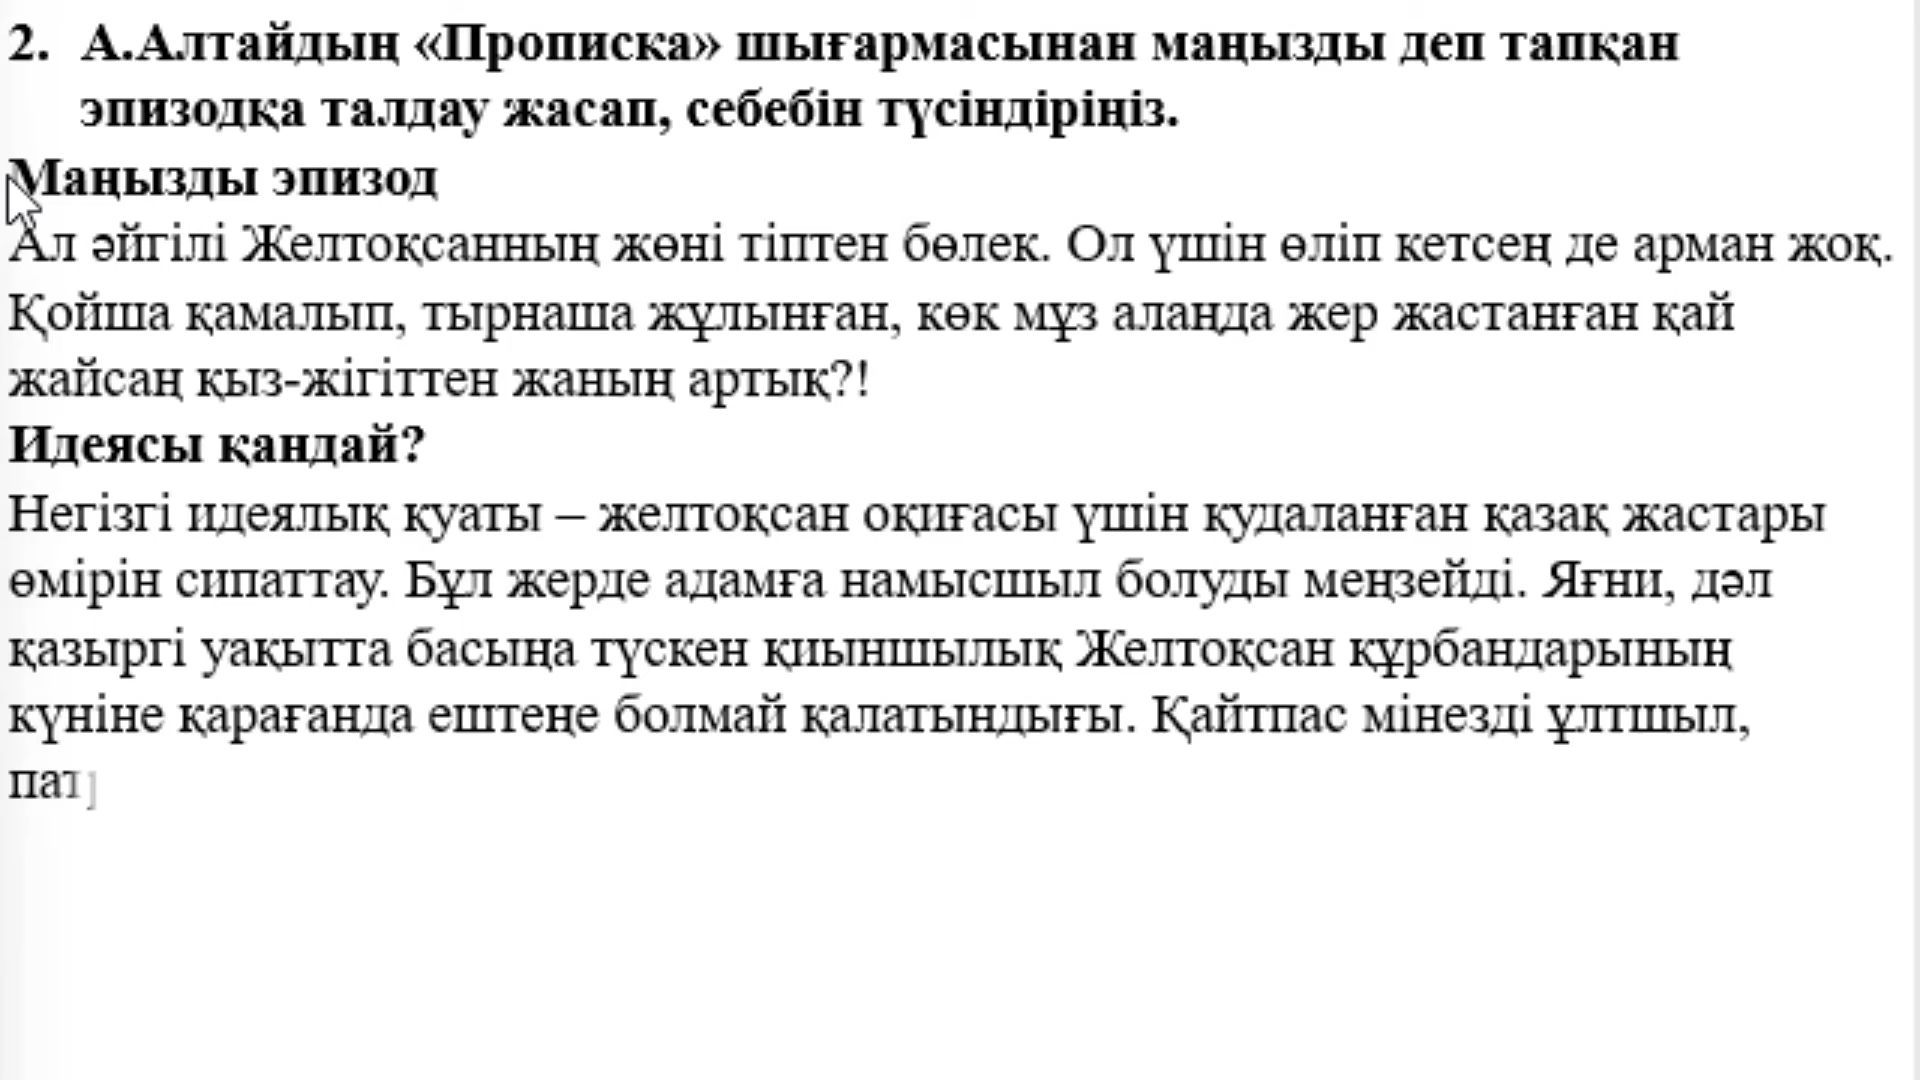 2. А.Алтайдың «Прописка» шығармасынан маңызды деп тапқан
эпизодқа талдау жасап, себебін түсіндіріңіз.
Маңызды эпизод
Ал әйгілі Желтоқсанның жөні тіптен бөлек. Ол үшін өліп кетсең де арман жоқ.
Қойша қамалып, тырнаша жұлынған, көк мұз алаңда жер жастанған қай
жайсаң қыз-жігіттен жаның артық?!
Идеясы қандай?
Негізгі идеялық қуаты – желтоқсан оқиғасы үшін қудаланған қазақ жастары
өмірін сипаттау. Бұл жерде адамға намысшыл болуды меңзейді. Яғни, дәл
қазыргі уақытта басыңа түскен қиыншылық Желтоқсан құрбандарының
күніне қарағанда ештеңе болмай қалатындығы. Қайтпас мінезді ұлтшыл,